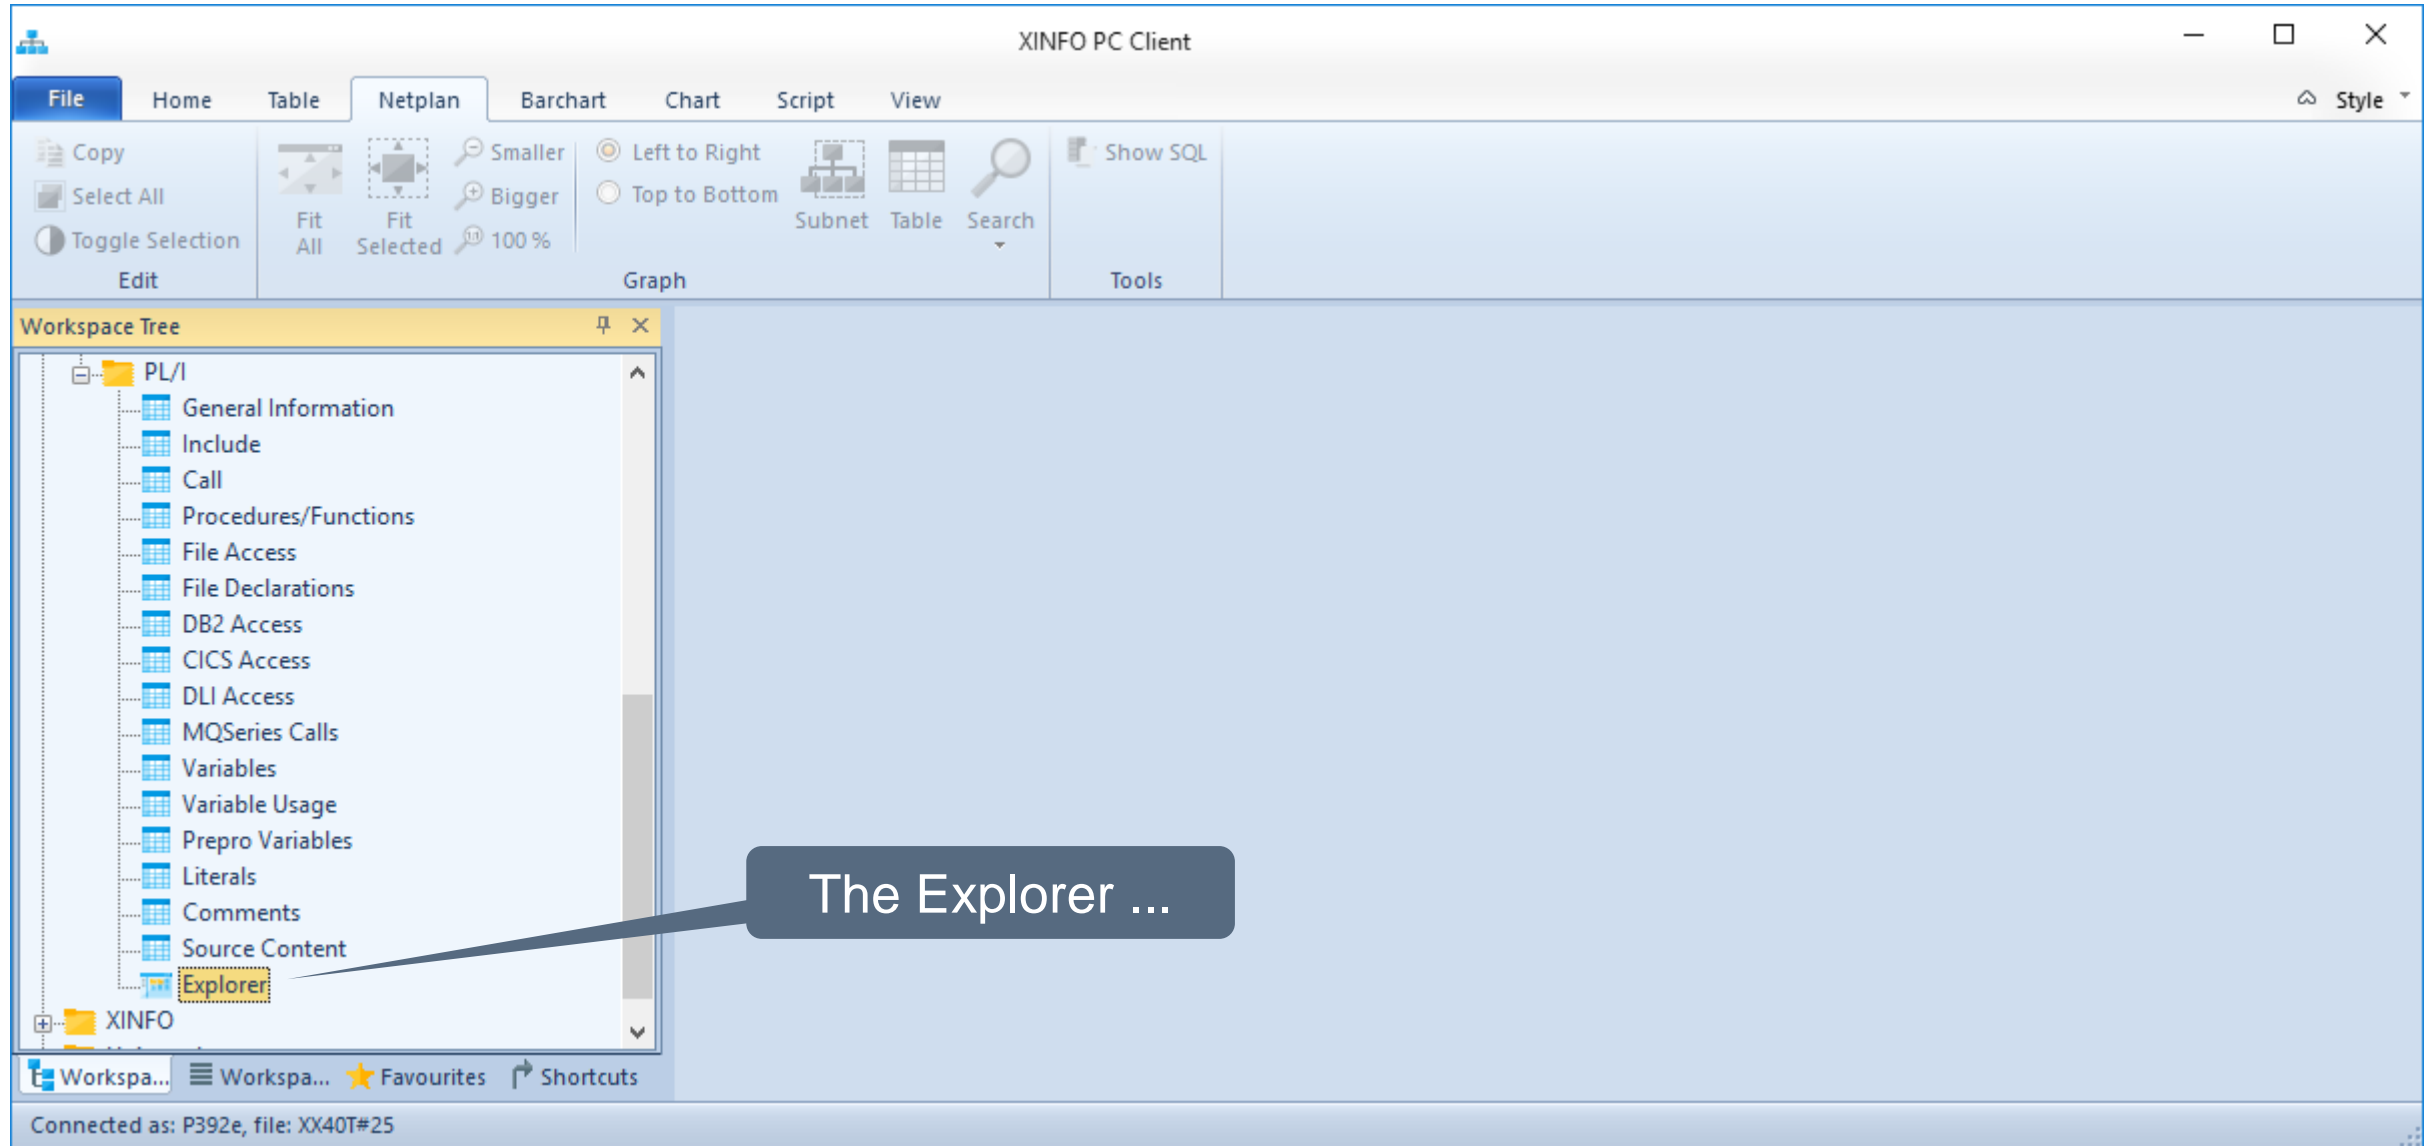 XINFO PC Client
File Home Table Netplan Barchart Chart Script View Style
Copy
Select All
Toggle Selection
Edit
Fit All
Fit Selected
Smaller
Bigger
100 %
Left to Right
Top to Bottom
Subnet
Table
Search
Graph
Show SQL
Tools
Workspace Tree
PL/I
General Information
Include
Call
Procedures/Functions
File Access
File Declarations
DB2 Access
CICS Access
DLI Access
MQSeries Calls
Variables
Variable Usage
Prepro Variables
Literals
Comments
Source Content
Explorer
XINFO
The Explorer ...
Workspa... Workspa... Favourites Shortcuts
Connected as: P392e, file: XX40T#25